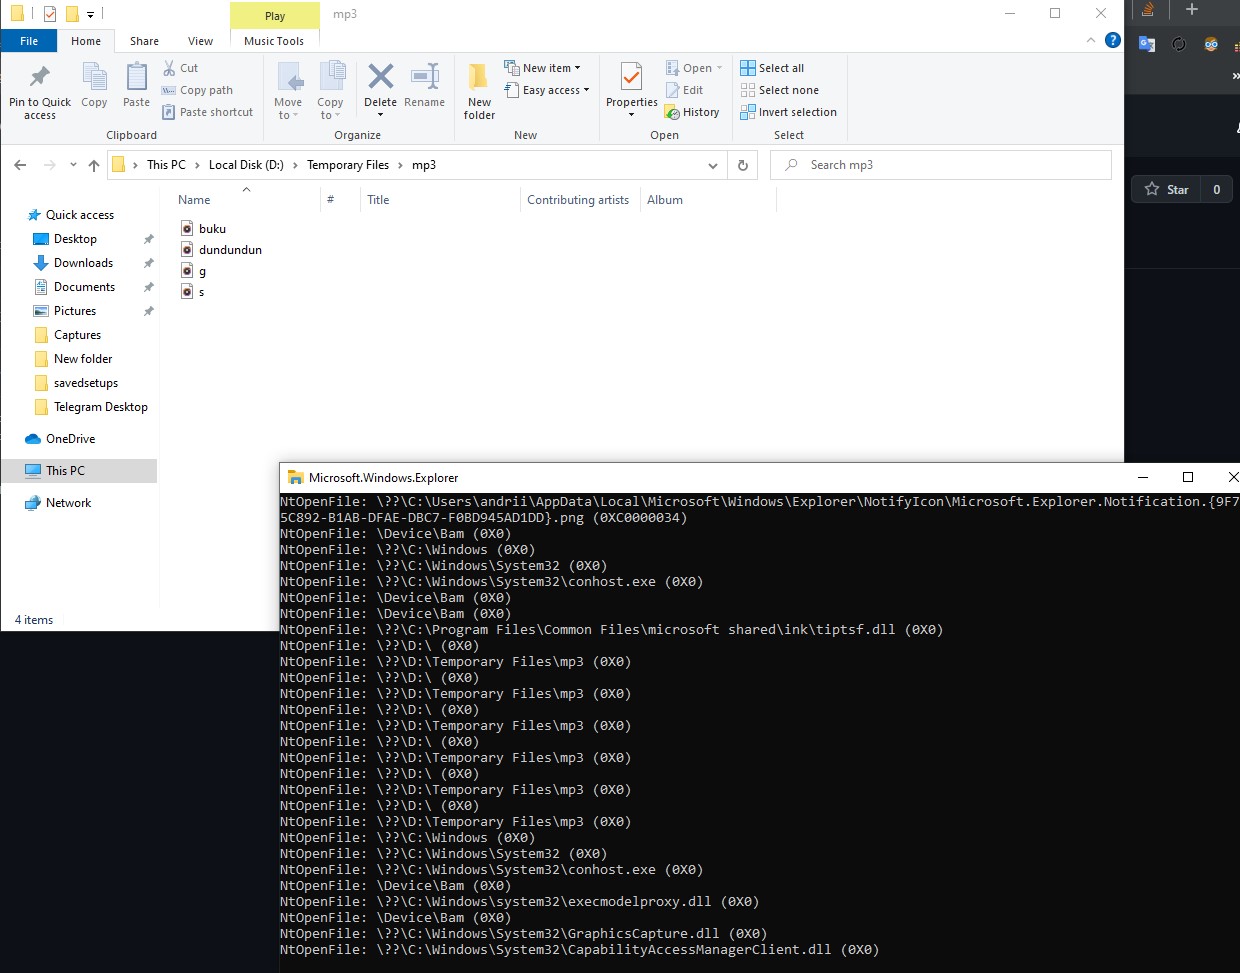 Play
mp3
File
Home
Share
View
Music Tools
Pin to Quick access
Copy
Paste
Cut
Copy path
Paste shortcut
Clipboard
Move to
Copy to
Delete
Rename
Organize
New folder
New item
Easy access
New
Properties
Open
Edit
History
Open
Select all
Select none
Invert selection
Select
This PC
Local Disk (D:)
Temporary Files
mp3
Search mp3
Star
0
Name
#
Title
Contributing artists
Album
Quick access
Desktop
Downloads
Documents
Pictures
Captures
New folder
savedsetups
Telegram Desktop
OneDrive
This PC
Network
buku
dundundun
g
s
4 items
Microsoft.Windows.Explorer
NtOpenFile: \??\C:\Users\andrii\AppData\Local\Microsoft\Windows\Explorer\NotifyIcon\Microsoft.Explorer.Notification.{9F7
5C892-B1AB-DFAE-DBC7-F0BD945AD1DD}.png (0XC0000034)
NtOpenFile: \Device\Bam (0X0)
NtOpenFile: \??\C:\Windows (0X0)
NtOpenFile: \??\C:\Windows\System32 (0X0)
NtOpenFile: \??\C:\Windows\System32\conhost.exe (0X0)
NtOpenFile: \Device\Bam (0X0)
NtOpenFile: \Device\Bam (0X0)
NtOpenFile: \??\C:\Program Files\Common Files\microsoft shared\ink\tiptsf.dll (0X0)
NtOpenFile: \??\D:\ (0X0)
NtOpenFile: \??\D:\Temporary Files\mp3 (0X0)
NtOpenFile: \??\D:\ (0X0)
NtOpenFile: \??\D:\Temporary Files\mp3 (0X0)
NtOpenFile: \??\D:\ (0X0)
NtOpenFile: \??\D:\Temporary Files\mp3 (0X0)
NtOpenFile: \??\D:\ (0X0)
NtOpenFile: \??\D:\Temporary Files\mp3 (0X0)
NtOpenFile: \??\D:\ (0X0)
NtOpenFile: \??\D:\Temporary Files\mp3 (0X0)
NtOpenFile: \??\D:\ (0X0)
NtOpenFile: \??\D:\Temporary Files\mp3 (0X0)
NtOpenFile: \??\C:\Windows (0X0)
NtOpenFile: \??\C:\Windows\System32 (0X0)
NtOpenFile: \??\C:\Windows\System32\conhost.exe (0X0)
NtOpenFile: \Device\Bam (0X0)
NtOpenFile: \??\C:\Windows\system32\execmodelproxy.dll (0X0)
NtOpenFile: \Device\Bam (0X0)
NtOpenFile: \??\C:\Windows\System32\GraphicsCapture.dll (0X0)
NtOpenFile: \??\C:\Windows\System32\CapabilityAccessManagerClient.dll (0X0)